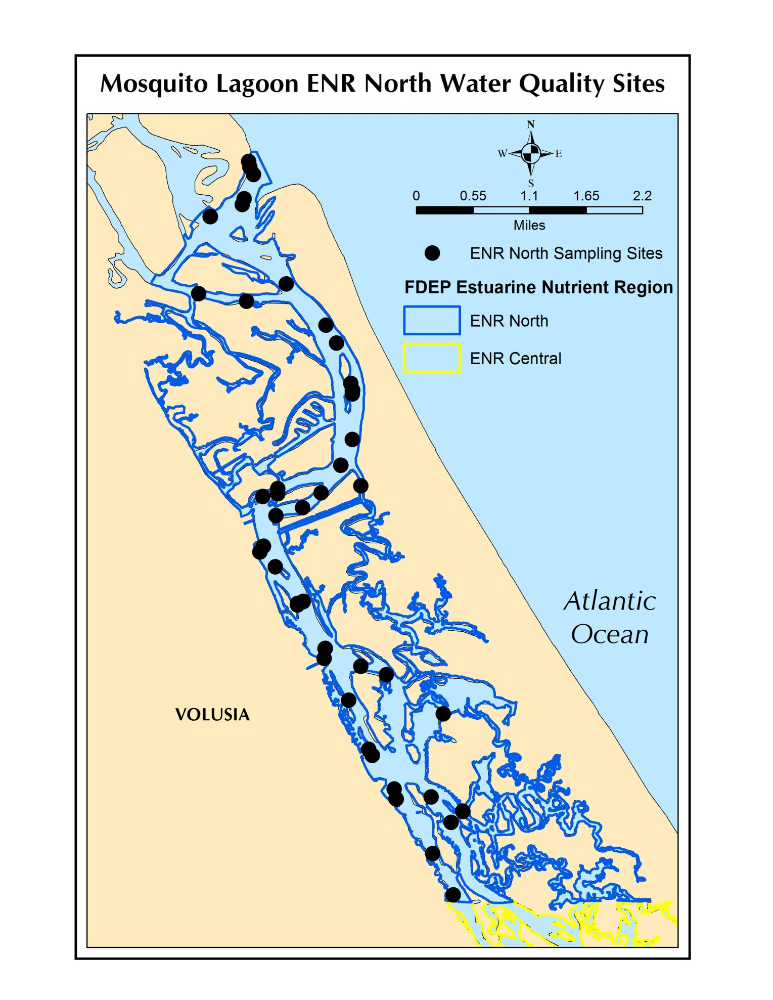 Mosquito Lagoon ENR North Water Quality Sites
N
W E
S
0 0.55 1.1 1.65 2.2
Miles
ENR North Sampling Sites
FDEP Estuarine Nutrient Region
ENR North
ENR Central
Atlantic
Ocean
VOLUSIA